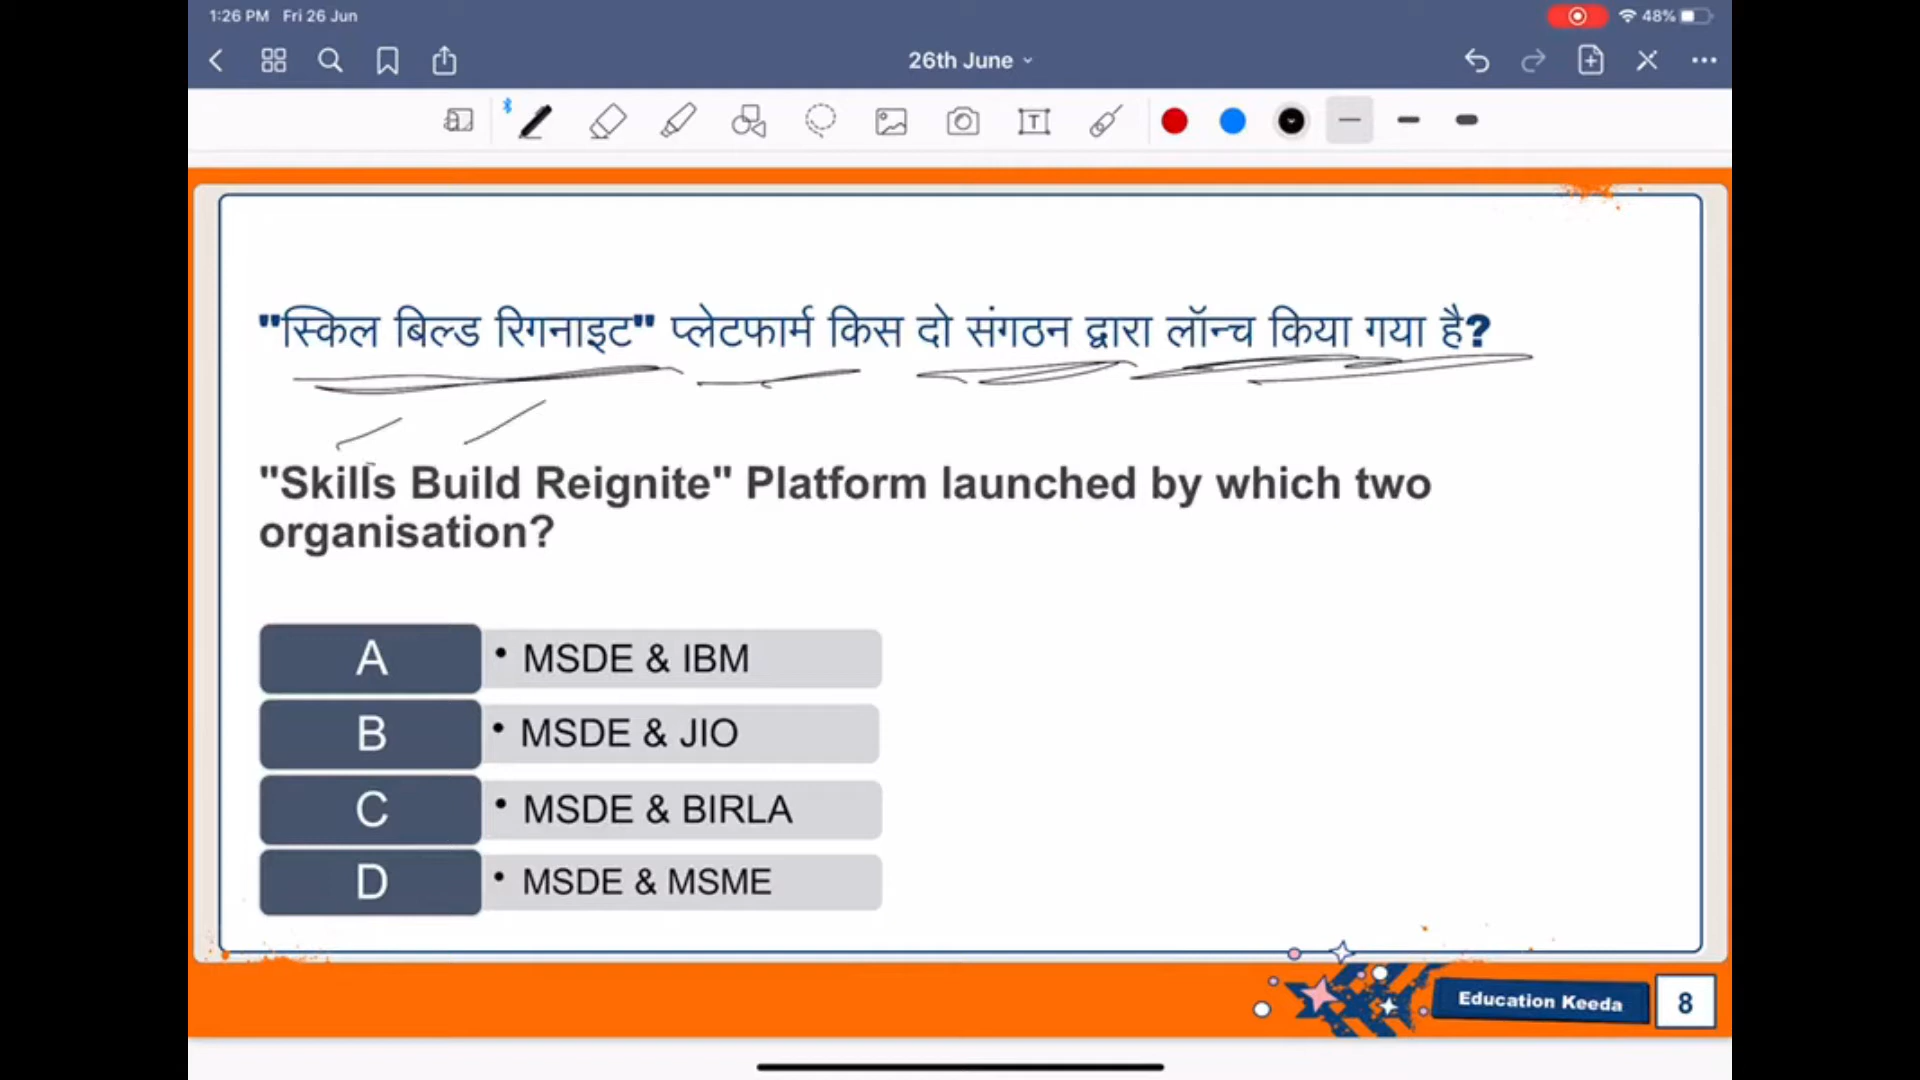 1:26 PM Fri 26 Jun
48%
26th June
T
"स्किल बिल्ड रिगनाइट" प्लेटफार्म किस दो संगठन द्वारा लॉन्च किया गया है?
"Skills Build Reignite" Platform launched by which two
organisation?
A • MSDE & IBM
B • MSDE & JIO
C • MSDE & BIRLA
D • MSDE & MSME
Education Keeda 8